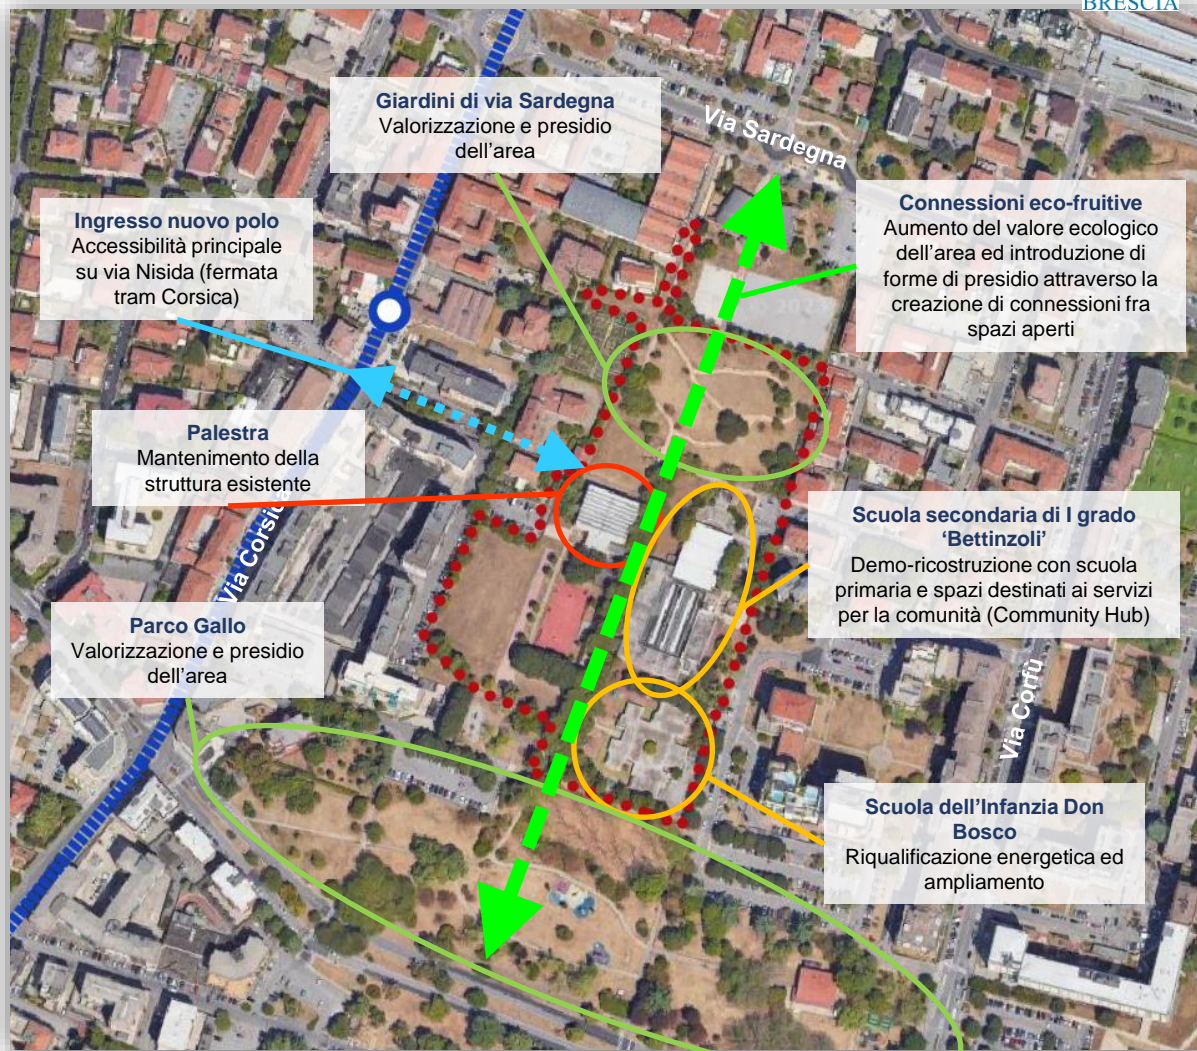 BRESCIA
Giardini di via Sardegna
Valorizzazione e presidio
dell’area
Via Sardegna
Ingresso nuovo polo
Accessibilità principale
su via Nisida (fermata
tram Corsica)
Connessioni eco-fruitive
Aumento del valore ecologico
dell’area ed introduzione di
forme di presidio attraverso la
creazione di connessioni fra
spazi aperti
Palestra
Mantenimento della
struttura esistente
Via Corsica
Scuola secondaria di I grado
‘Bettinzoli’
Demo-ricostruzione con scuola
primaria e spazi destinati ai servizi
per la comunità (Community Hub)
Parco Gallo
Valorizzazione e presidio
dell’area
Via Corfù
Scuola dell’Infanzia Don
Bosco
Riqualificazione energetica ed
ampliamento